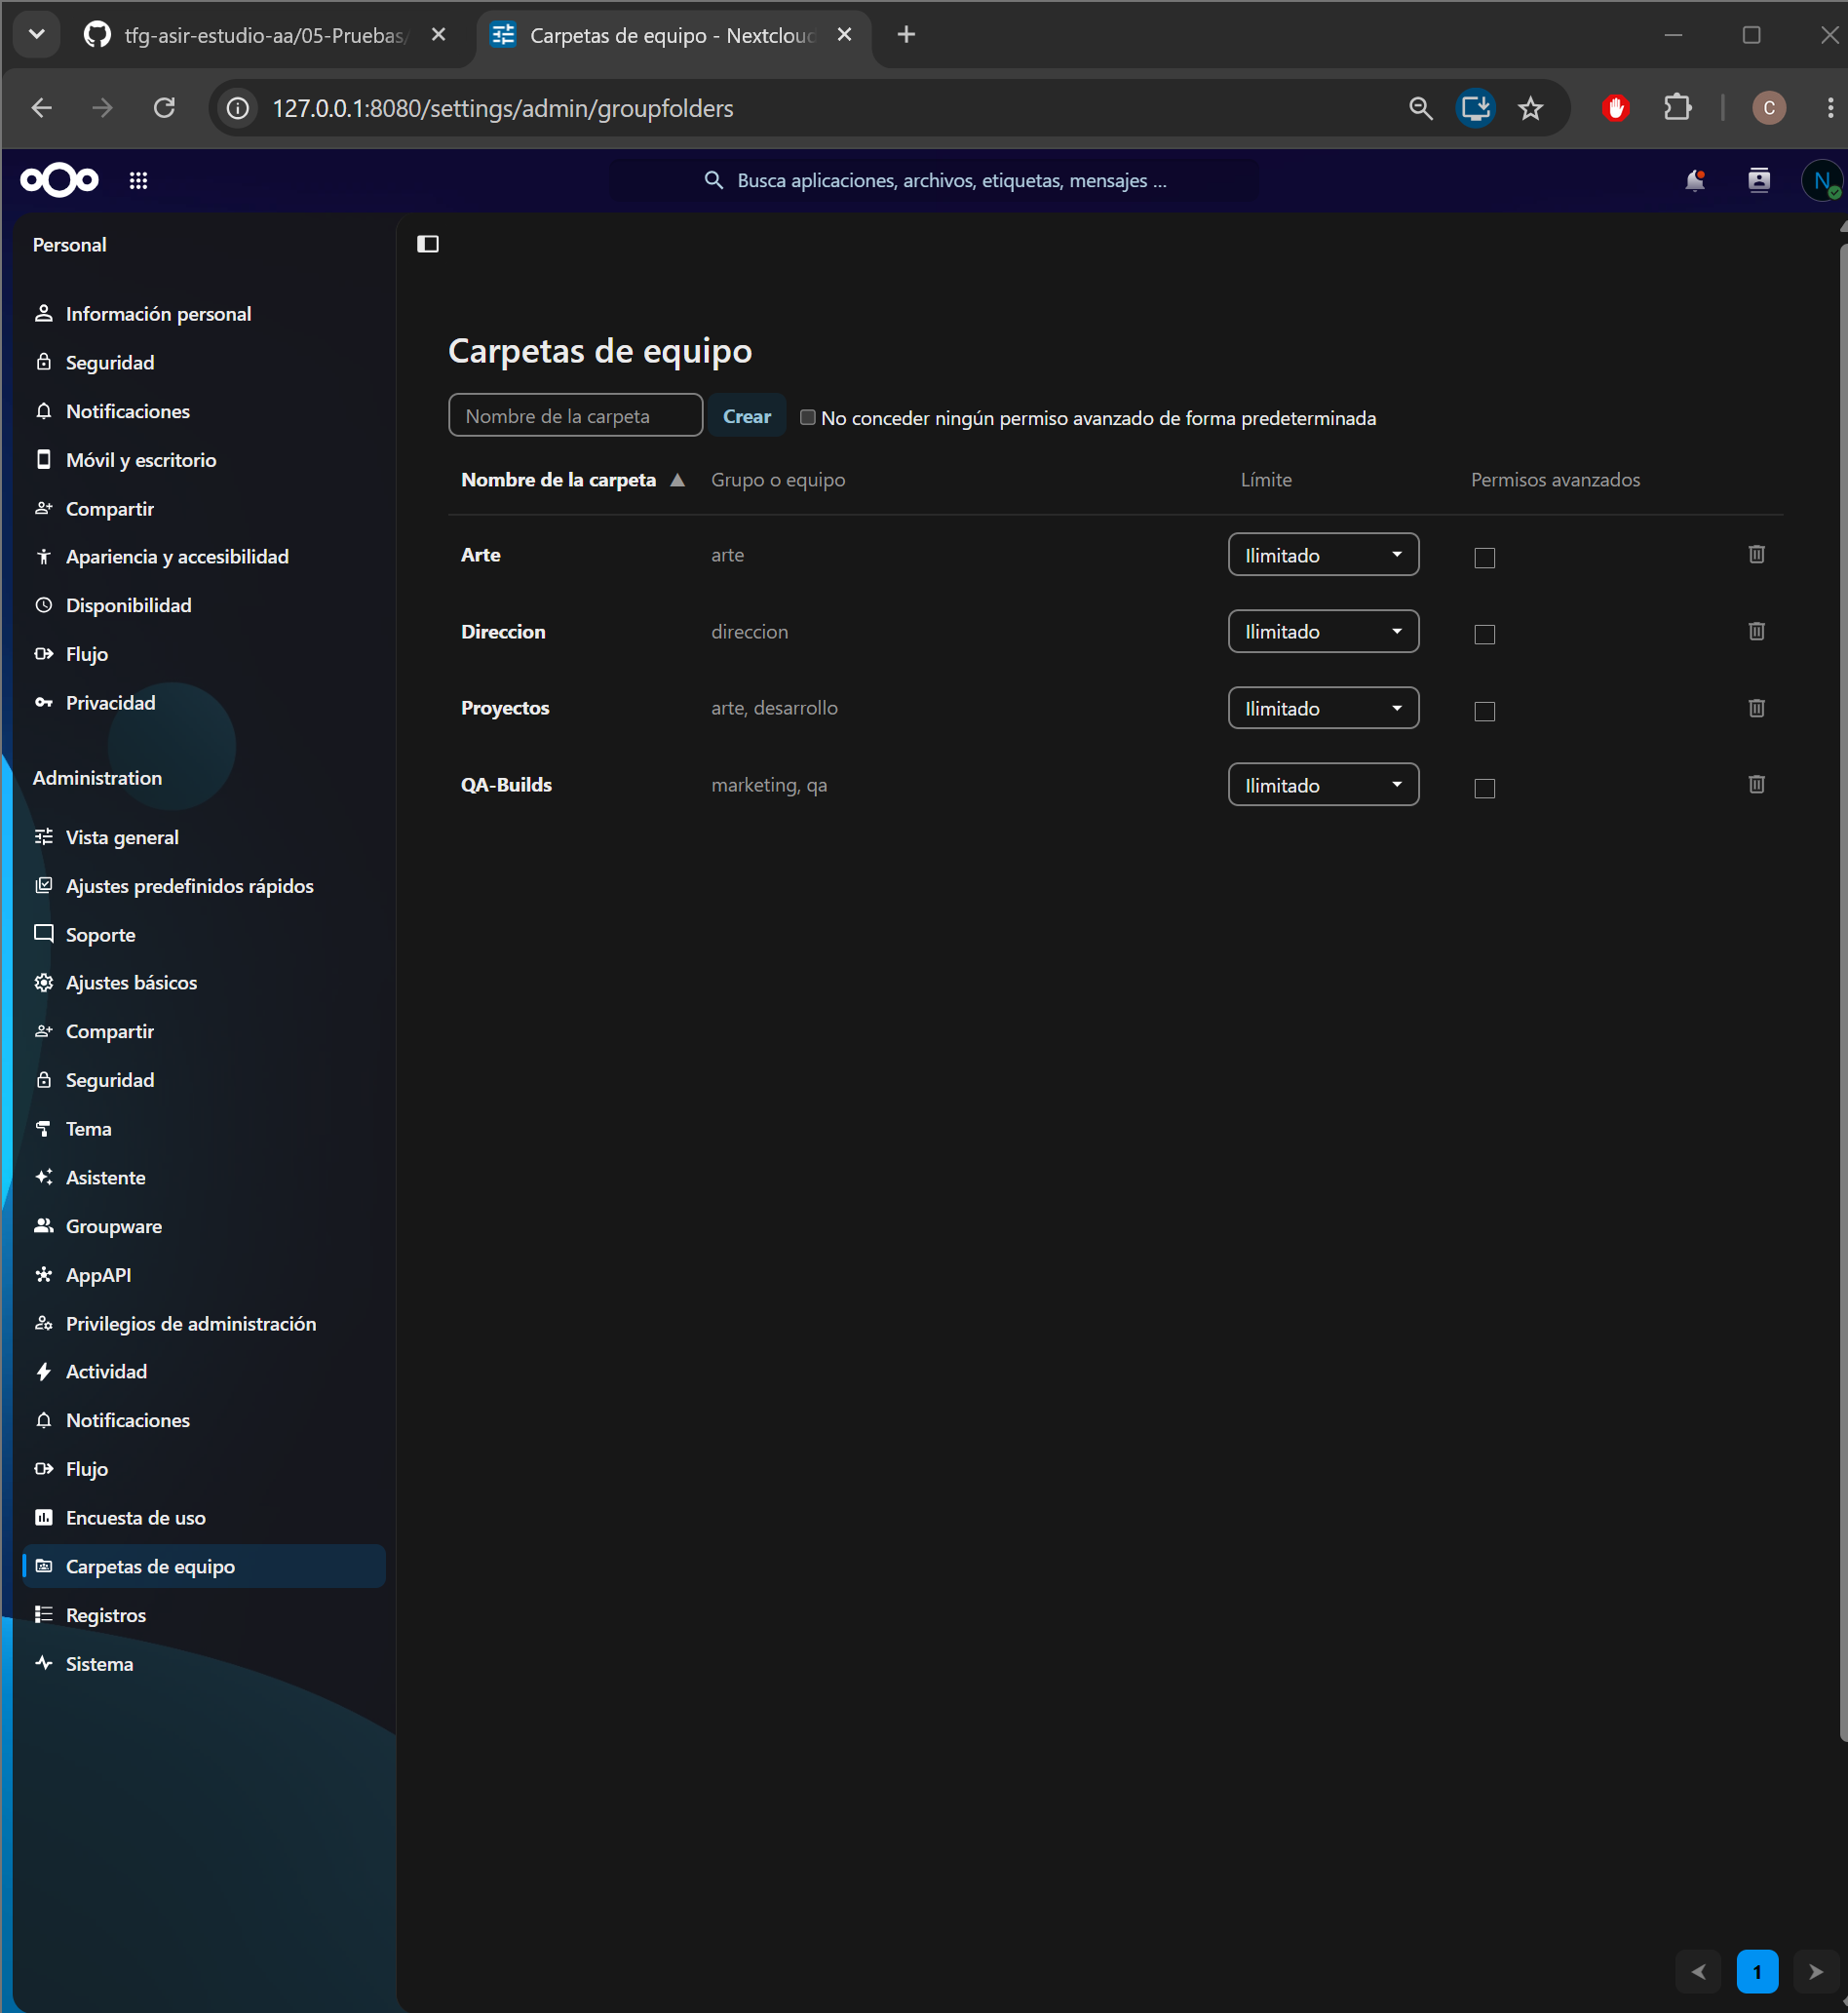 tfg-asir-estudio-aa/05-Pruebas/
Carpetas de equipo - Nextcloud
127.0.0.1:8080/settings/admin/groupfolders
C
Busca aplicaciones, archivos, etiquetas, mensajes ...
N
Personal
Información personal
Seguridad
Notificaciones
Móvil y escritorio
Compartir
Apariencia y accesibilidad
Disponibilidad
Flujo
Privacidad
Administration
Vista general
Ajustes predefinidos rápidos
Soporte
Ajustes básicos
Compartir
Seguridad
Tema
Asistente
Groupware
AppAPI
Privilegios de administración
Actividad
Notificaciones
Flujo
Encuesta de uso
Carpetas de equipo
Registros
Sistema
Carpetas de equipo
Nombre de la carpeta Crear No conceder ningún permiso avanzado de forma predeterminada
Nombre de la carpeta ▲ Grupo o equipo Límite Permisos avanzados
Arte arte Ilimitado
Direccion direccion Ilimitado
Proyectos arte, desarrollo Ilimitado
QA-Builds marketing, qa Ilimitado
1